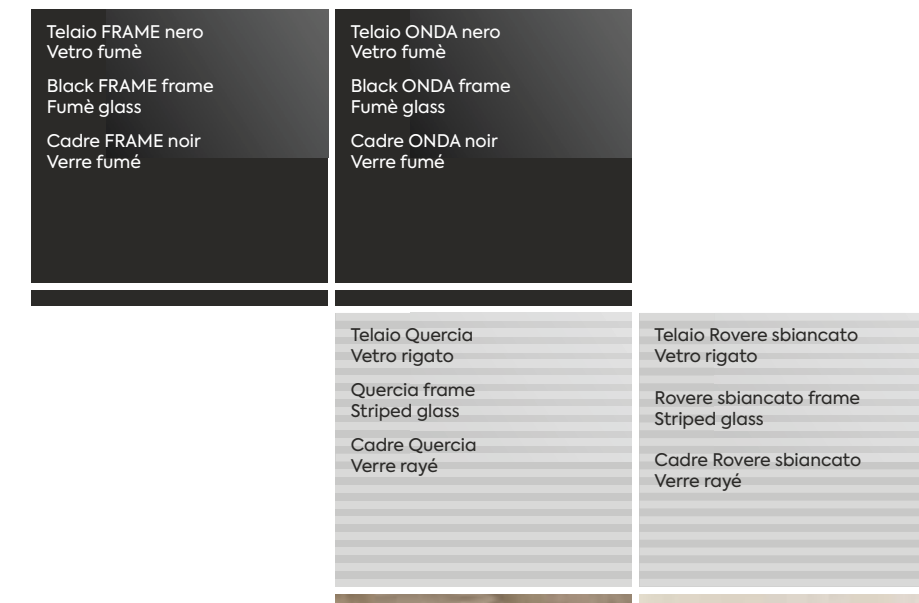 Telaio FRAME nero
Vetro fumè
Black FRAME frame
Fumè glass
Cadre FRAME noir
Verre fumé
Telaio ONDA nero
Vetro fumè
Black ONDA frame
Fumè glass
Cadre ONDA noir
Verre fumé
Telaio Quercia
Vetro rigato
Quercia frame
Striped glass
Cadre Quercia
Verre rayé
Telaio Rovere sbiancato
Vetro rigato
Rovere sbiancato frame
Striped glass
Cadre Rovere sbiancato
Verre rayé